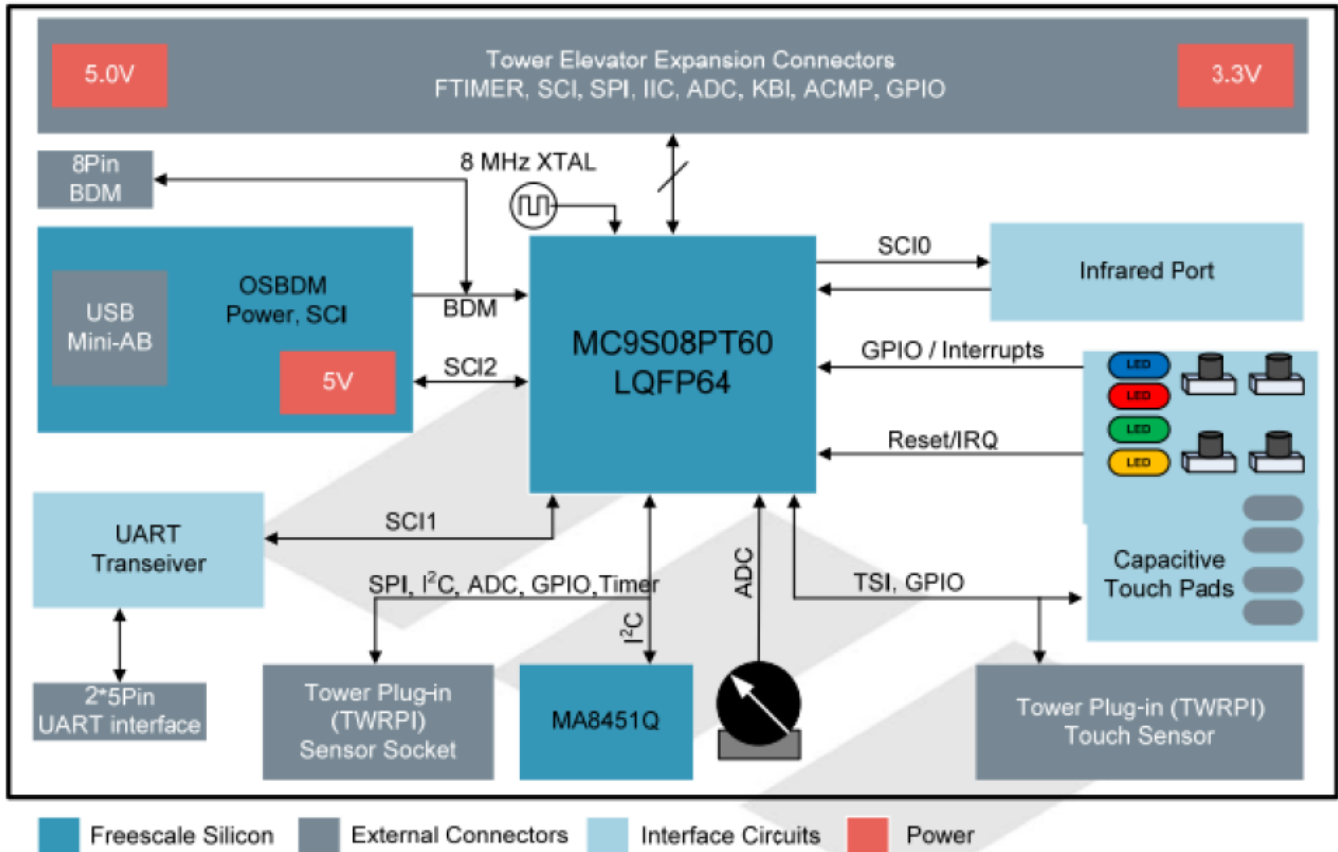 5.0V
Tower Elevator Expansion Connectors
FTIMER, SCI, SPI, IIC, ADC, KBI, ACMP, GPIO
3.3V
8Pin
BDM
8 MHz XTAL
USB
Mini-AB
OSBDM
Power, SCI
5V
BDM
SCI2
MC9S08PT60
LQFP64
SCI0
Infrared Port
GPIO / Interrupts
Reset/IRQ
LED
LED
LED
LED
UART
Transeiver
SCI1
SPI, I²C, ADC, GPIO,Timer
I²C
ADC
TSI, GPIO
Capacitive
Touch Pads
2*5Pin
UART interface
Tower Plug-in
(TWRPI)
Sensor Socket
MA8451Q
Tower Plug-in (TWRPI)
Touch Sensor
Freescale Silicon
External Connectors
Interface Circuits
Power